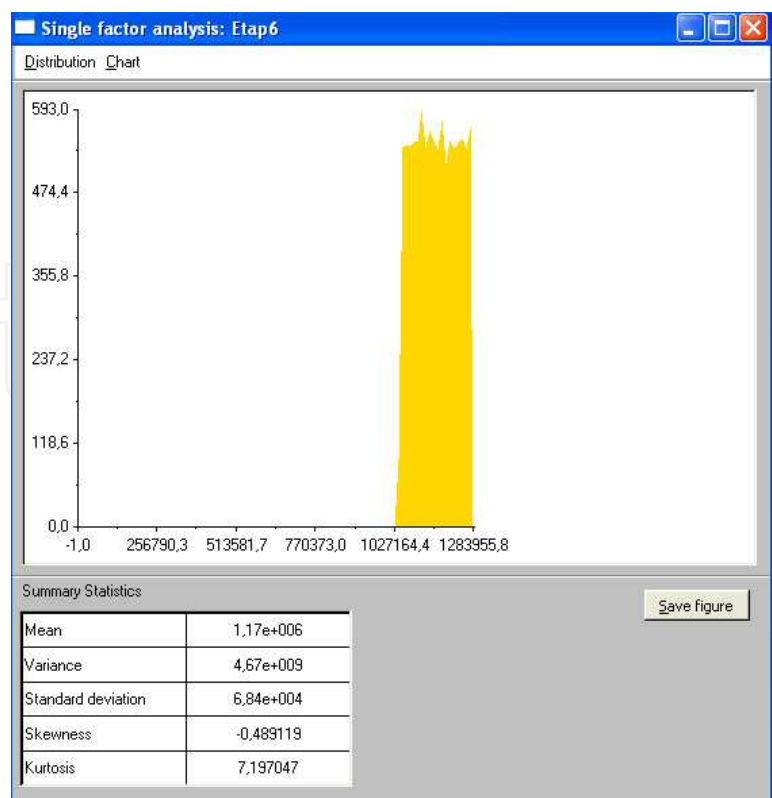 Single factor analysis: Etap6
Distribution Chart
593,0
474,4
355,8
237,2
118,6
0,0
-1,0 256790,3 513581,7 770373,0 1027164,4 1283955,8
Summary Statistics
Save figure
Mean 1,17e+006
Variance 4,67e+009
Standard deviation 6,84e+004
Skewness -0,489119
Kurtosis 7,197047